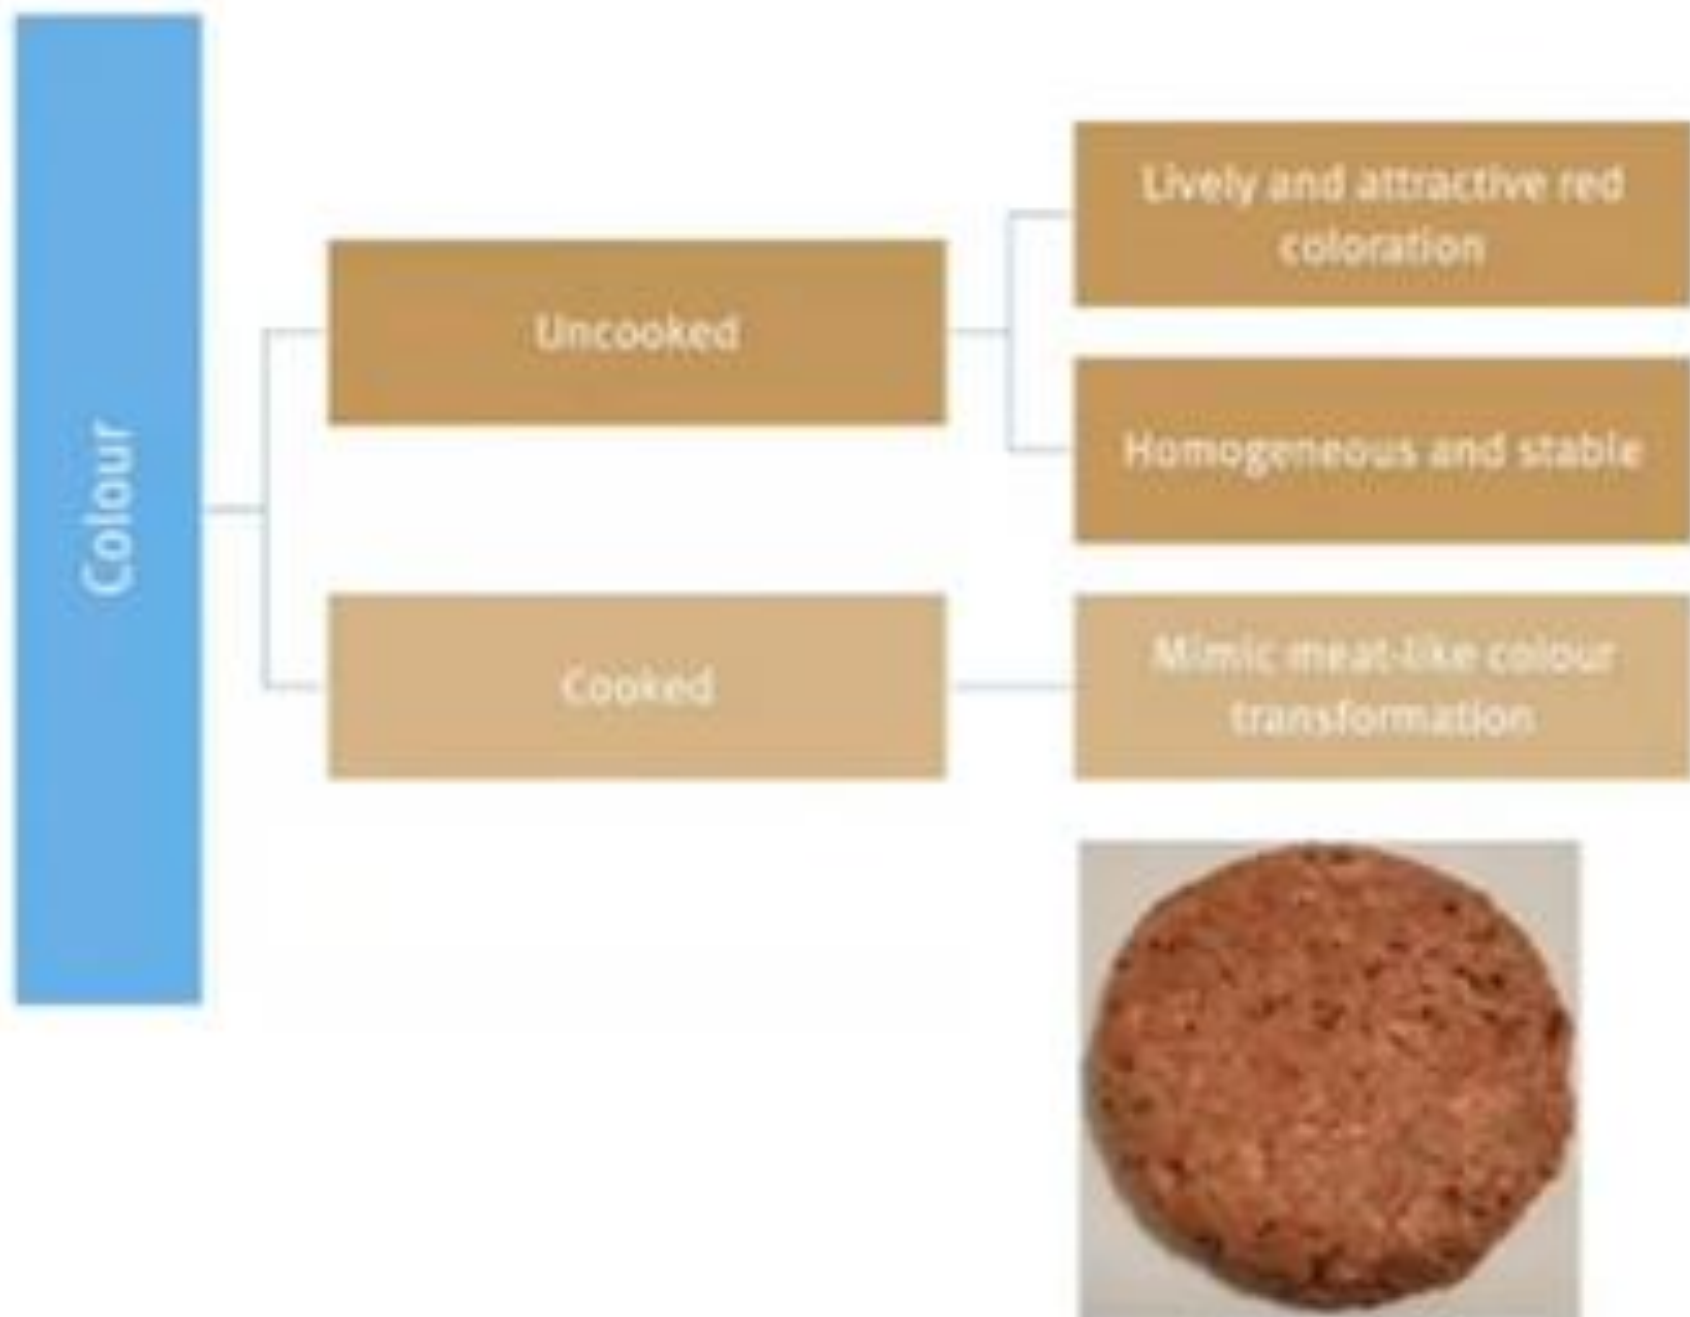 Colour
Uncooked
Lively and attractive red
coloration
Homogeneous and stable
Cooked
Mimic meat-like colour
transformation